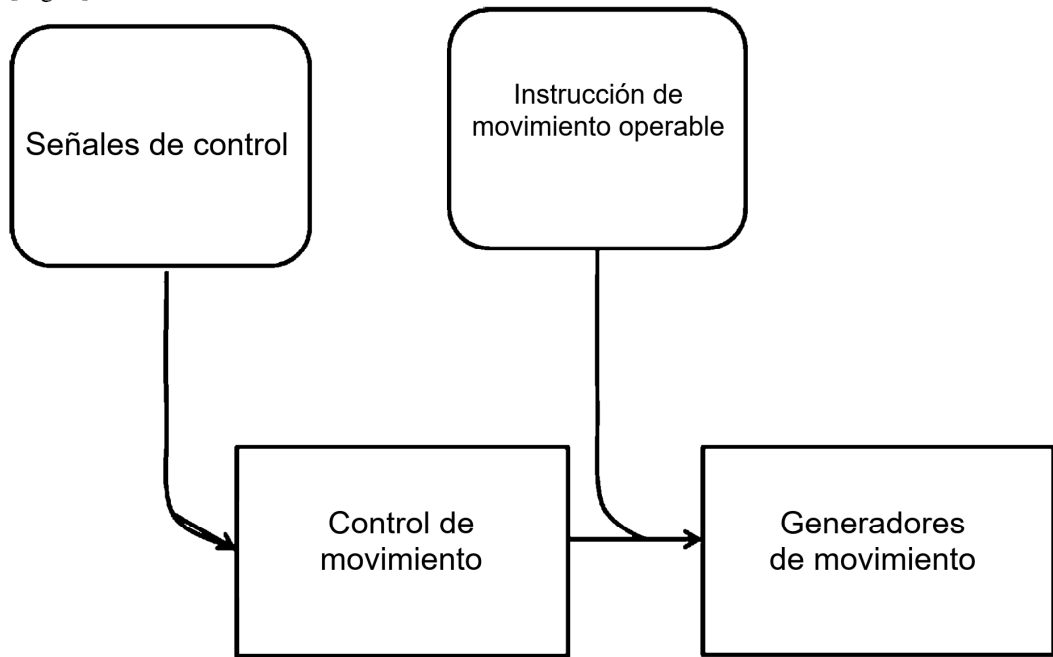 Señales de control
Instrucción de
movimiento operable
Control de
movimiento
Generadores
de movimiento